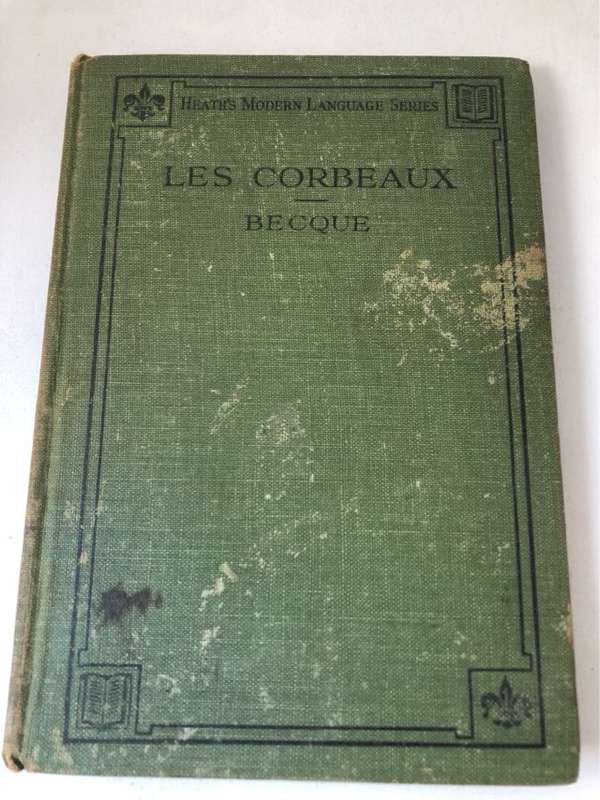 Heath's Modern Language Series
LES CORBEAUX
BECQUE